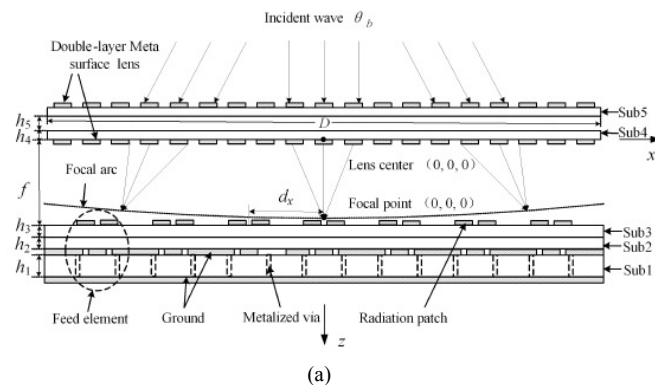 Incident wave θb
Double-layer Meta
surface lens
h5
D
Sub5
h4
Sub4
x
Lens center (0, 0, 0)
Focal arc
f
dx
Focal point (0, 0, 0)
h3
Sub3
h2
Sub2
h1
Sub1
Feed element
Ground
Metalized via
Radiation patch
z
(a)